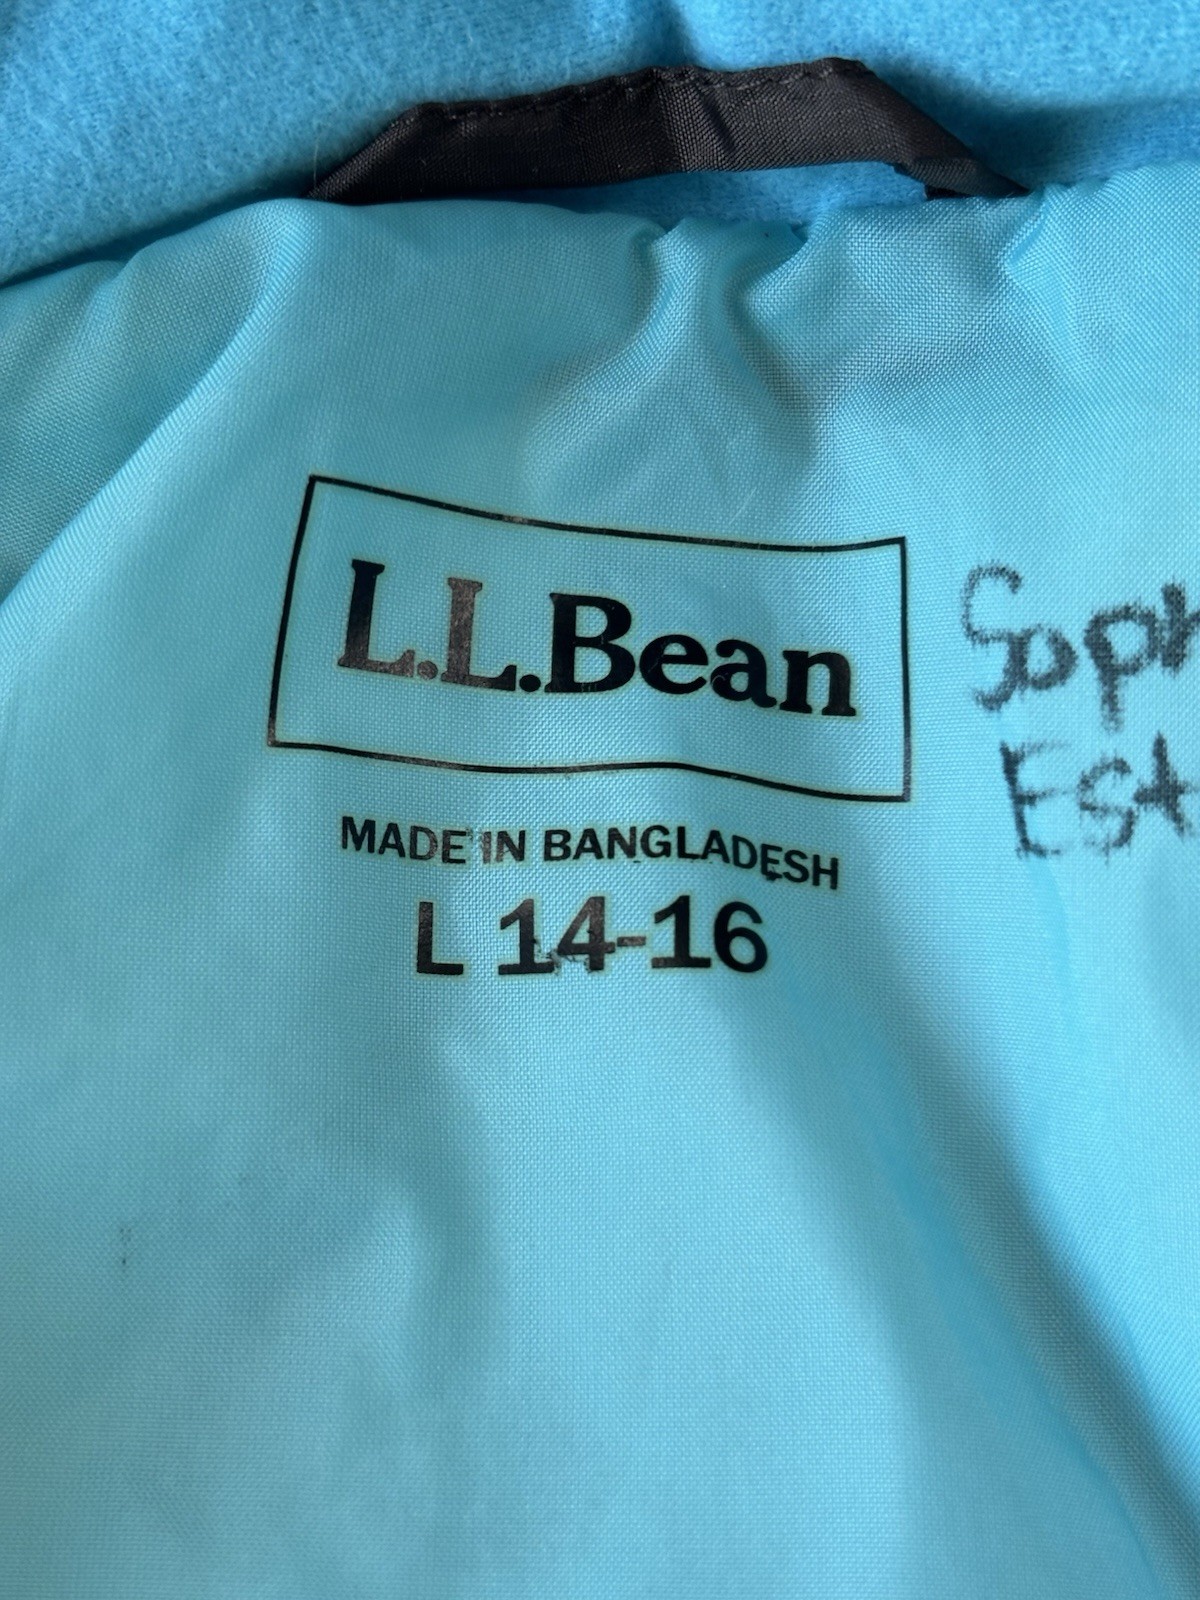 L.L.Bean
MADE IN BANGLADESH
L 14-16
Soph
Est